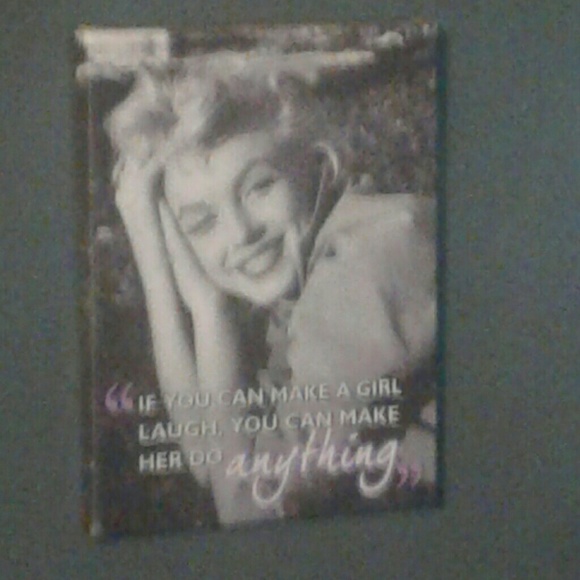 “IF YOU CAN MAKE A GIRL
LAUGH, YOU CAN MAKE
HER DO anything”